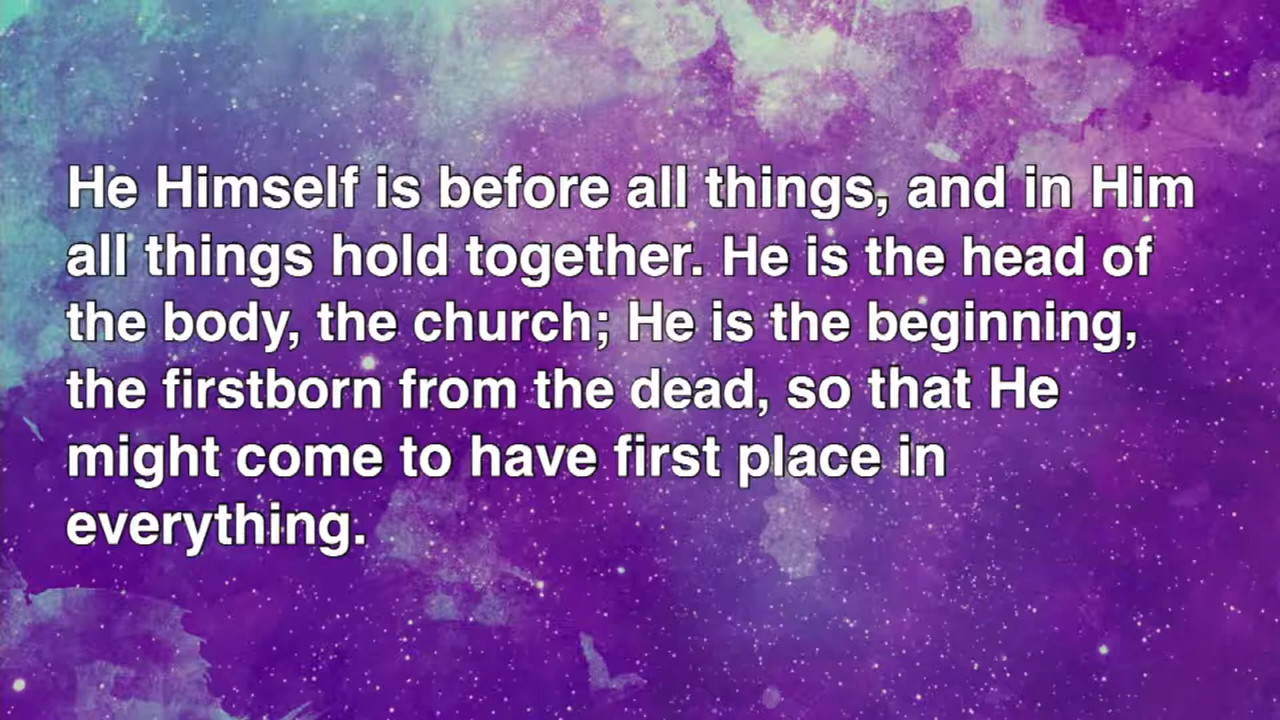 He Himself is before all things, and in Him
all things hold together. He is the head of
the body, the church; He is the beginning,
the firstborn from the dead, so that He
might come to have first place in
everything.